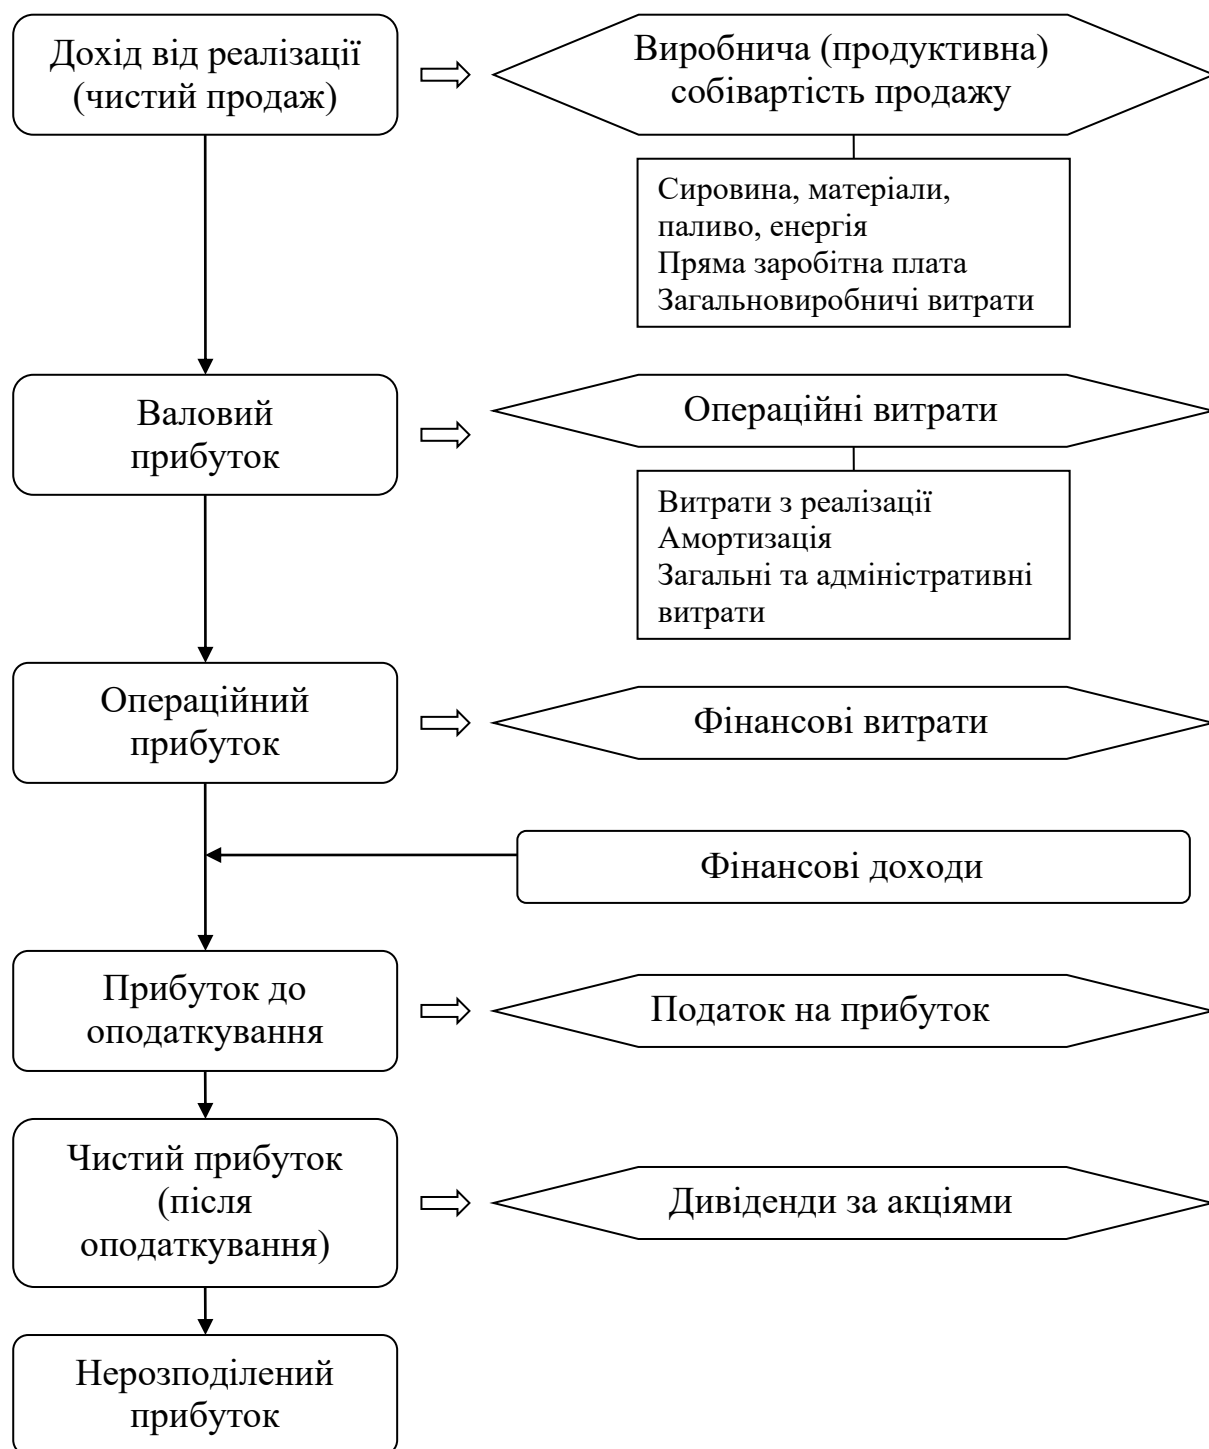 Дохід від реалізації
(чистий продаж)
Виробнича (продуктивна)
собівартість продажу
Сировина, матеріали,
паливо, енергія
Пряма заробітна плата
Загальновиробничі витрати
Валовий
прибуток
Операційні витрати
Витрати з реалізації
Амортизація
Загальні та адміністративні
витрати
Операційний
прибуток
Фінансові витрати
Фінансові доходи
Прибуток до
оподаткування
Податок на прибуток
Чистий прибуток
(після
оподаткування)
Дивіденди за акціями
Нерозподілений
прибуток